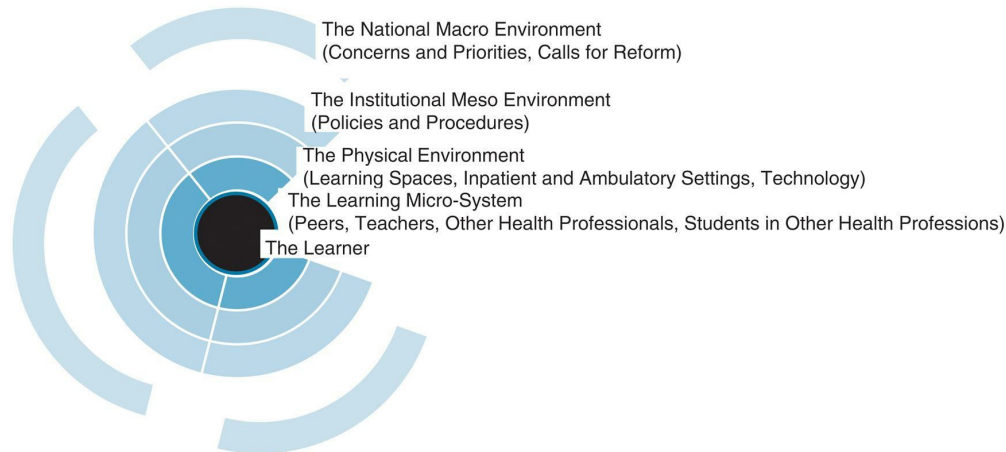 The National Macro Environment
(Concerns and Priorities, Calls for Reform)
The Institutional Meso Environment
(Policies and Procedures)
The Physical Environment
(Learning Spaces, Inpatient and Ambulatory Settings, Technology)
The Learning Micro-System
(Peers, Teachers, Other Health Professionals, Students in Other Health Professions)
The Learner